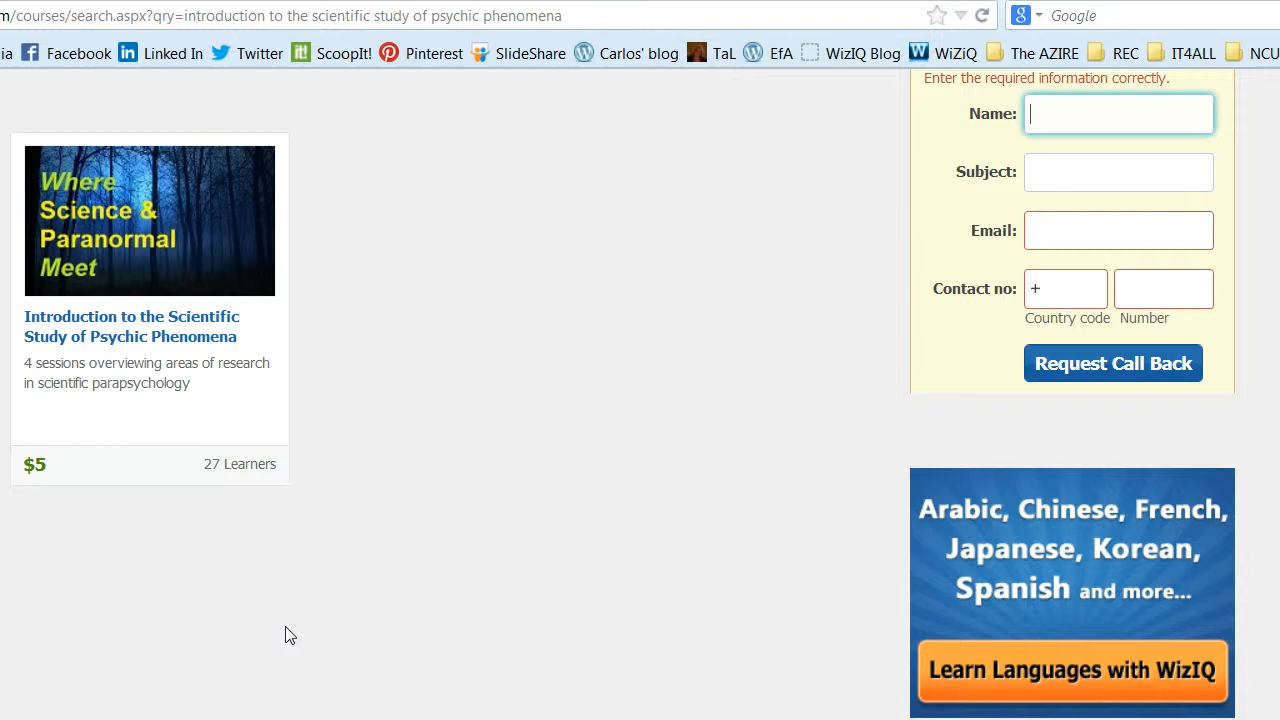 m/courses/search.aspx?qry=introduction to the scientific study of psychic phenomena
Google
ia Facebook Linked In Twitter ScoopIt! Pinterest SlideShare Carlos' blog TaL EfA WizIQ Blog WiZiQ The AZIRE REC IT4ALL NCU
Enter the required information correctly.
Name:
Subject:
Email:
Contact no: +
Country code Number
Request Call Back
Where
Science &
Paranormal
Meet
Introduction to the Scientific
Study of Psychic Phenomena
4 sessions overviewing areas of research
in scientific parapsychology
$5 27 Learners
Arabic, Chinese, French,
Japanese, Korean,
Spanish and more...
Learn Languages with WizIQ